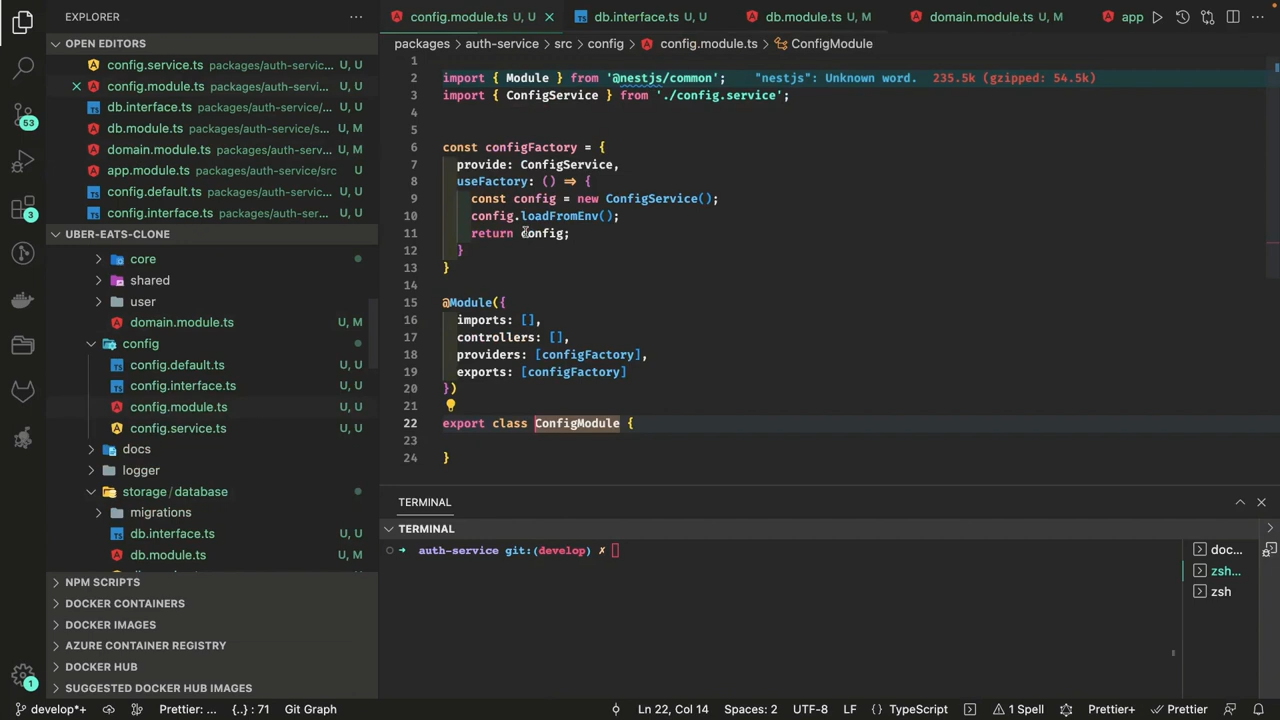 EXPLORER
OPEN EDITORS
config.service.ts packages/auth-servic... U, U
config.module.ts packages/auth-servic... U, U
db.interface.ts packages/auth-service/... U, U
db.module.ts packages/auth-service/s... U, M
domain.module.ts packages/auth-servi... U, M
app.module.ts packages/auth-service/src U, M
config.default.ts packages/auth-servic... U, U
config.interface.ts packages/auth-ser... U, U
UBER-EATS-CLONE
core
shared
user
domain.module.ts U, M
config
config.default.ts U, U
config.interface.ts U, U
config.module.ts U, U
config.service.ts U, U
docs
logger
storage/database
migrations
db.interface.ts U, U
db.module.ts U, M
NPM SCRIPTS
DOCKER CONTAINERS
DOCKER IMAGES
AZURE CONTAINER REGISTRY
DOCKER HUB
SUGGESTED DOCKER HUB IMAGES
53
3
1
config.module.ts U, U
db.interface.ts U, U
db.module.ts U, M
domain.module.ts U, M
app
packages > auth-service > src > config > config.module.ts > ConfigModule
1
2 import { Module } from '@nestjs/common'; "nestjs": Unknown word. 235.5k (gzipped: 54.5k)
3 import { ConfigService } from './config.service';
4
5
6 const configFactory = {
7 provide: ConfigService,
8 useFactory: () => {
9 const config = new ConfigService();
10 config.loadFromEnv();
11 return config;
12 }
13 }
14
15 @Module({
16 imports: [],
17 controllers: [],
18 providers: [configFactory],
19 exports: [configFactory]
20 })
21
22 export class ConfigModule {
23
24 }
TERMINAL
TERMINAL
auth-service git:(develop) ✗
doc...
zsh...
zsh
develop*+ Prettier: ... {..} : 71 Git Graph Ln 22, Col 14 Spaces: 2 UTF-8 LF {} TypeScript 1 Spell Prettier+ Prettier